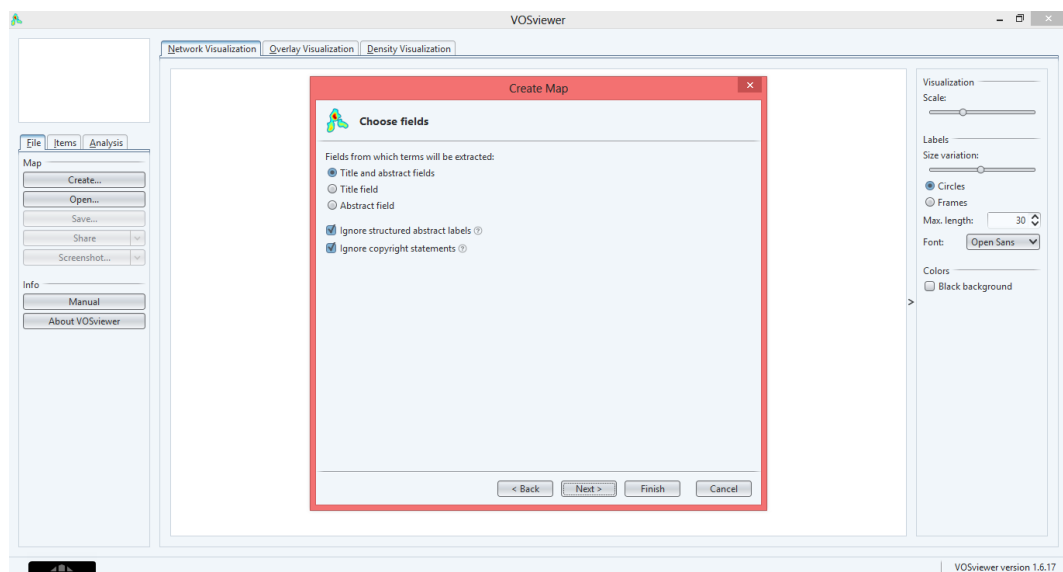 VOSviewer
Network Visualization Overlay Visualization Density Visualization
File Items Analysis
Map
Create...
Open...
Save...
Share
Screenshot...
Info
Manual
About VOSviewer
Create Map
Choose fields
Fields from which terms will be extracted:
Title and abstract fields
Title field
Abstract field
Ignore structured abstract labels ?
Ignore copyright statements ?
< Back Next > Finish Cancel
Visualization
Scale:
Labels
Size variation:
Circles
Frames
Max. length: 30
Font: Open Sans
Colors
Black background
>
VOSviewer version 1.6.17